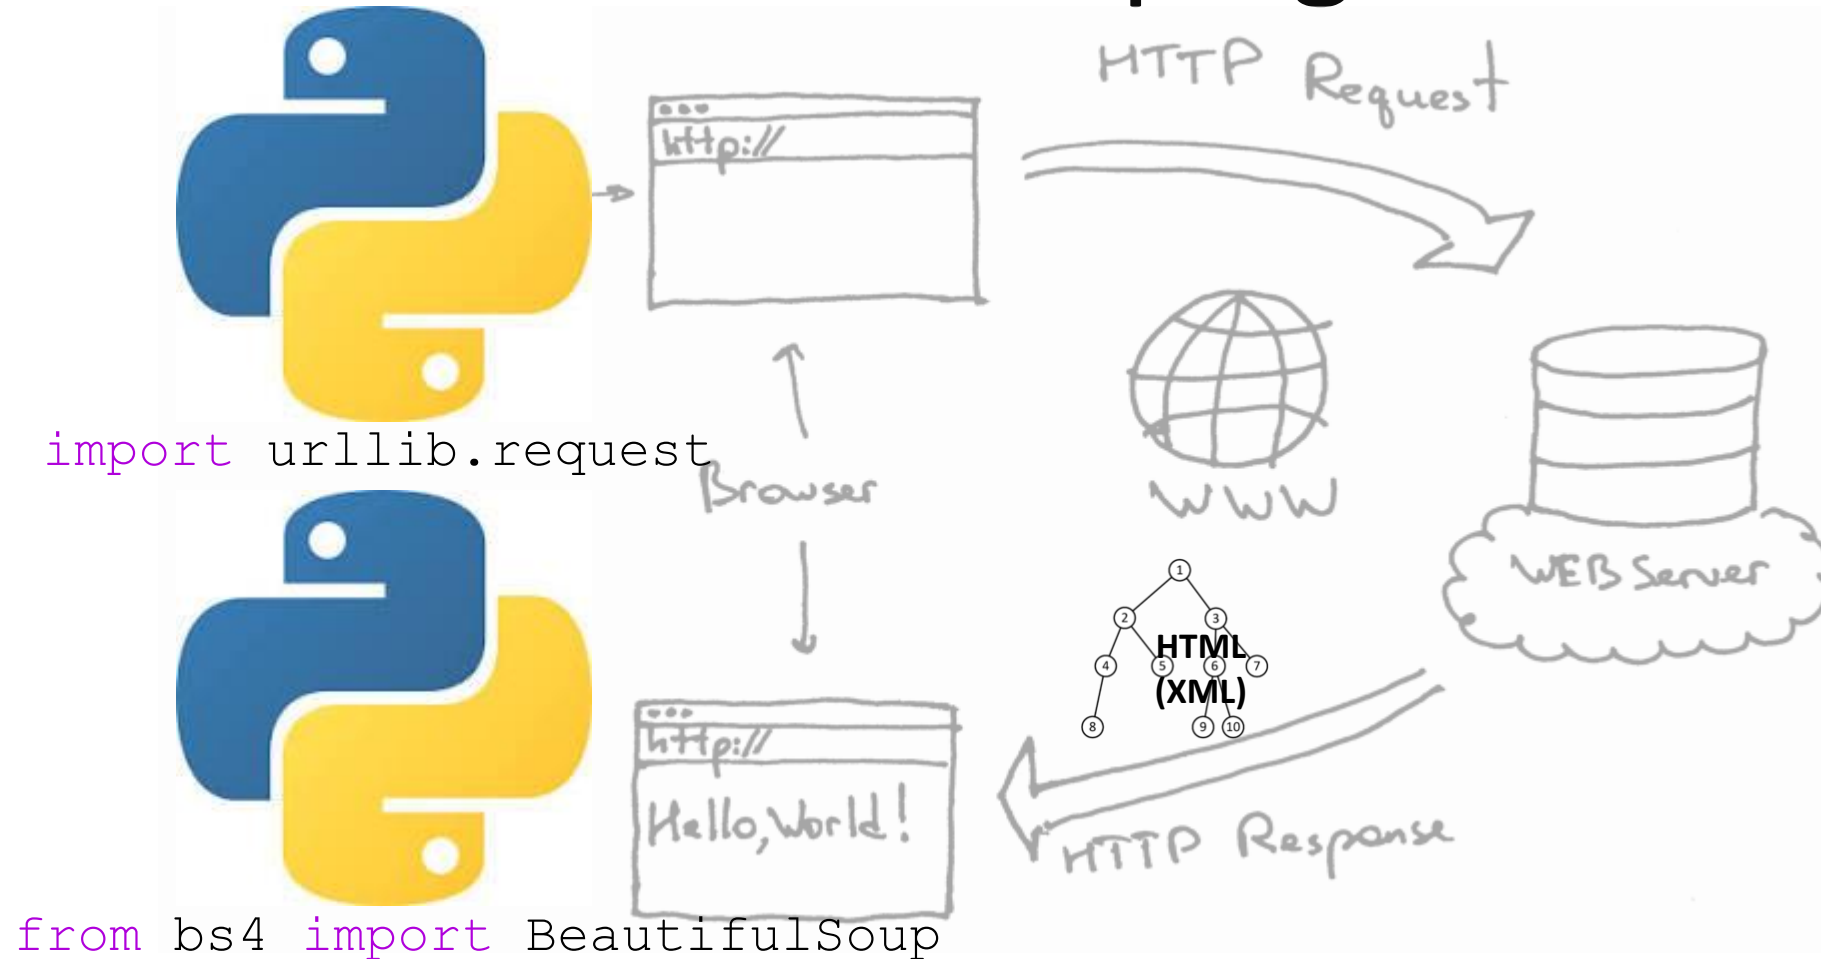 HTTP Request
http://
import urllib.request
Browser
WWW
WEB Server
1
2
3
HTML
4
5
6
7
(XML)
8
9
10
http://
Hello, World!
HTTP Response
from bs4 import BeautifulSoup